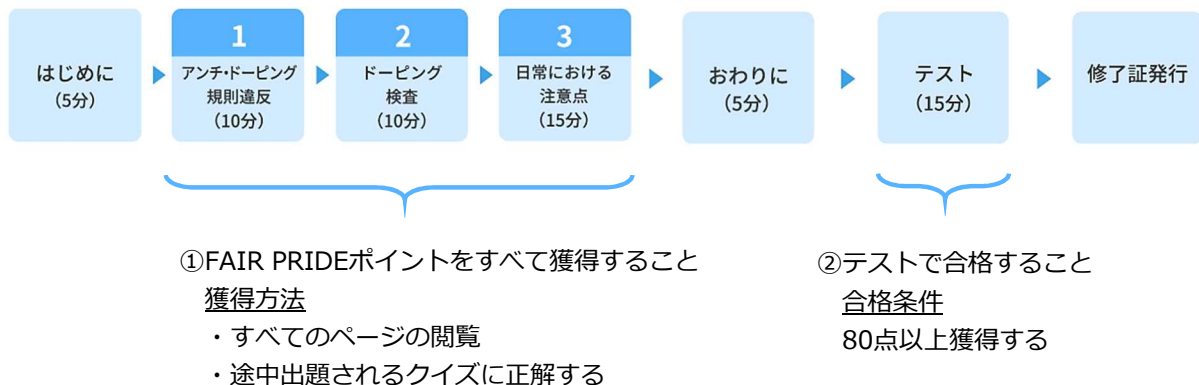 はじめに
(5分)
1
アンチ・ドーピング
規則違反
(10分)
2
ドーピング
検査
(10分)
3
日常における
注意点
(15分)
おわりに
(5分)
テスト
(15分)
修了証発行
①FAIR PRIDEポイントをすべて獲得すること
獲得方法
・すべてのページの閲覧
・途中出題されるクイズに正解する
②テストで合格すること
合格条件
80点以上獲得する